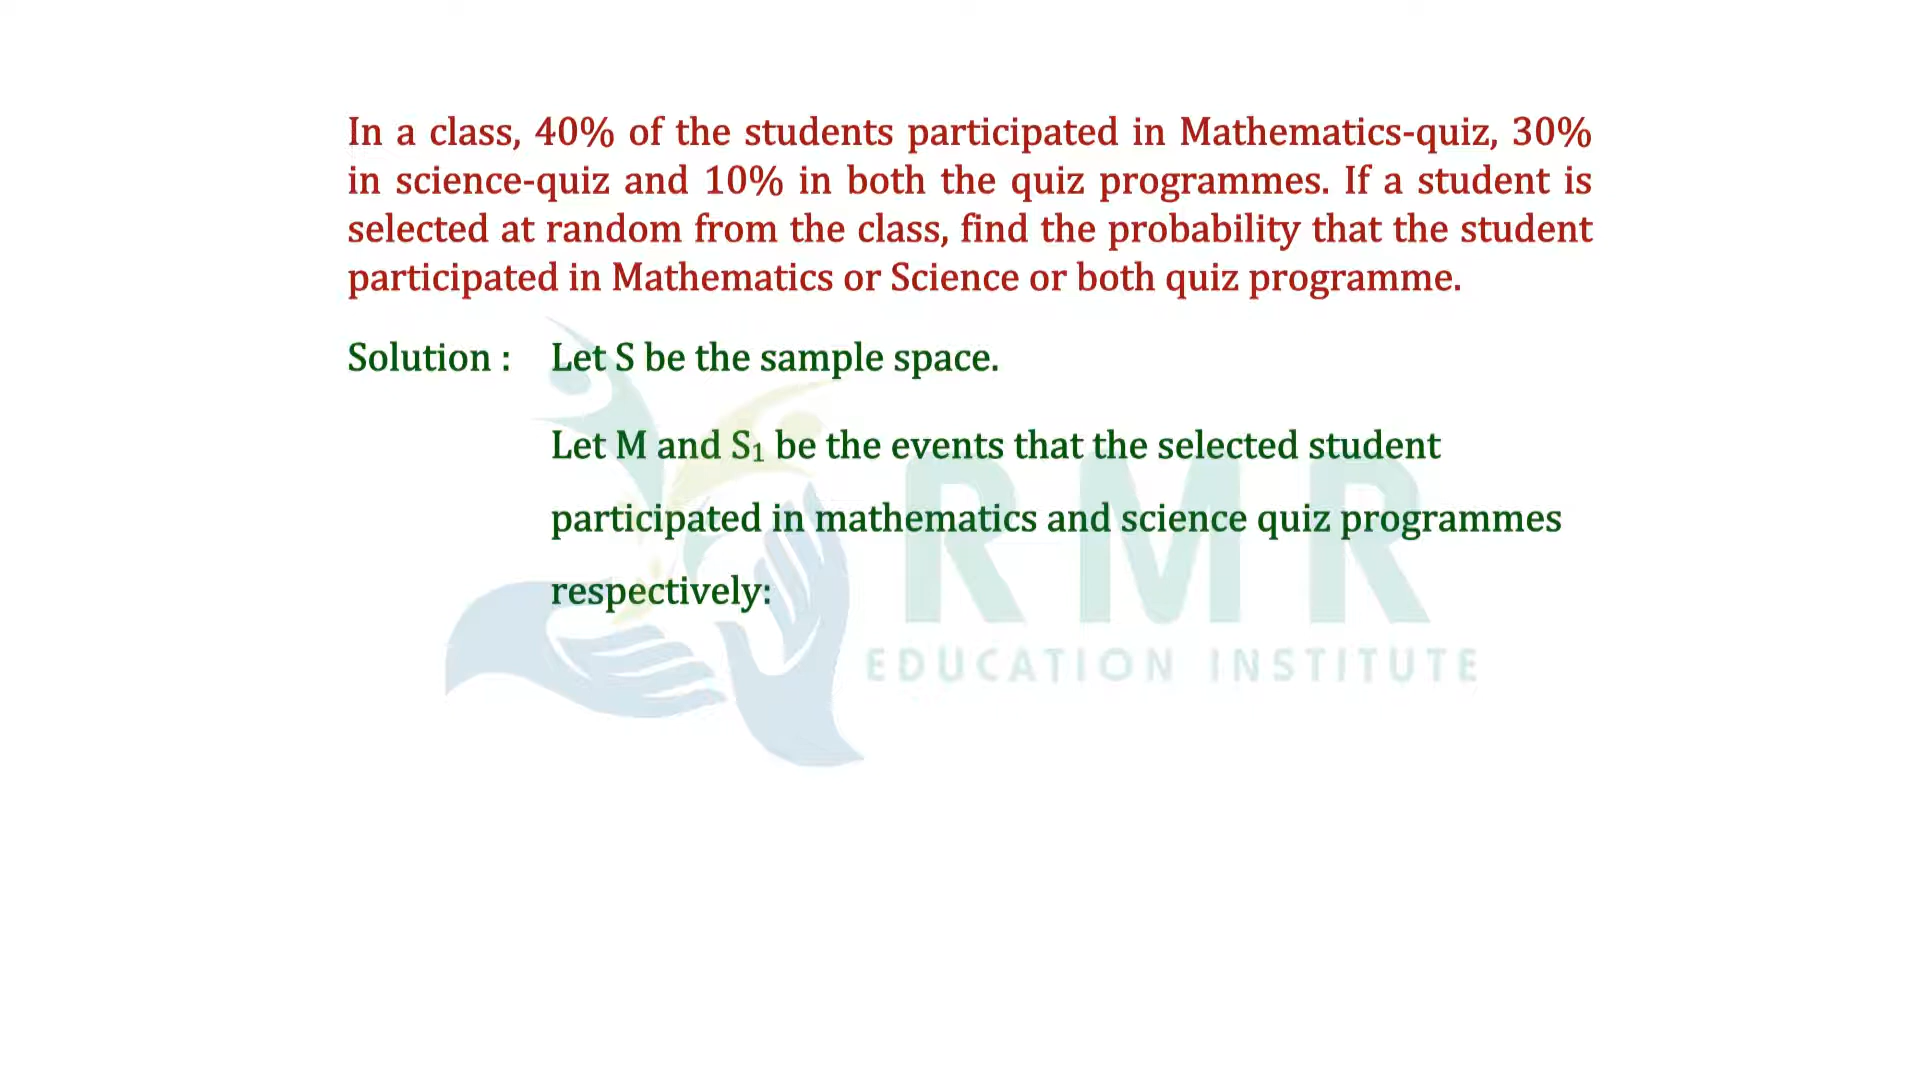 In a class, 40% of the students participated in Mathematics-quiz, 30%
in science-quiz and 10% in both the quiz programmes. If a student is
selected at random from the class, find the probability that the student
participated in Mathematics or Science or both quiz programme.
Solution : Let S be the sample space.
Let M and S₁ be the events that the selected student
participated in mathematics and science quiz programmes
respectively:
RMR
EDUCATION INSTITUTE